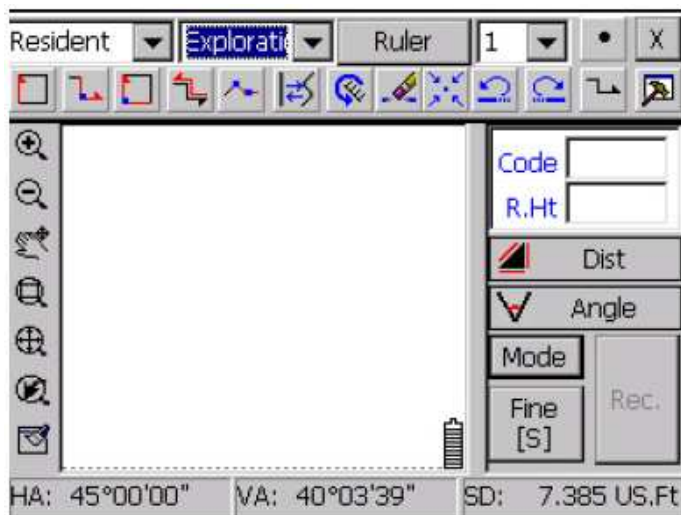 Resident Explorati Ruler 1 • X
Code
R.Ht
Dist
Angle
Mode
Fine
[S]
Rec.
HA: 45°00'00" VA: 40°03'39" SD: 7.385 US.Ft